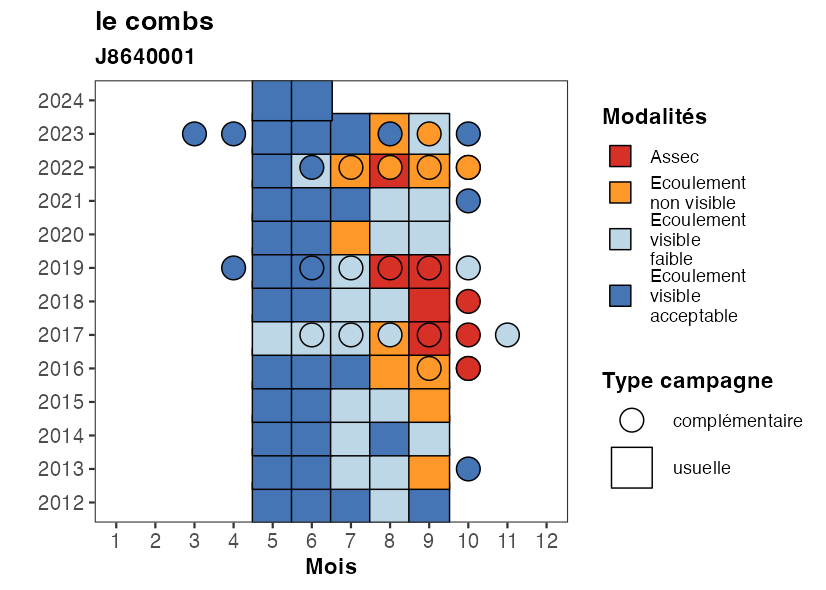 le combs
J8640001
2024
2023
2022
2021
2020
2019
2018
2017
2016
2015
2014
2013
2012
1 2 3 4 5 6 7 8 9 10 11 12
Mois
Modalités
Assec
Ecoulement
non visible
Ecoulement
visible
faible
Ecoulement
visible
acceptable
Type campagne
complémentaire
usuelle